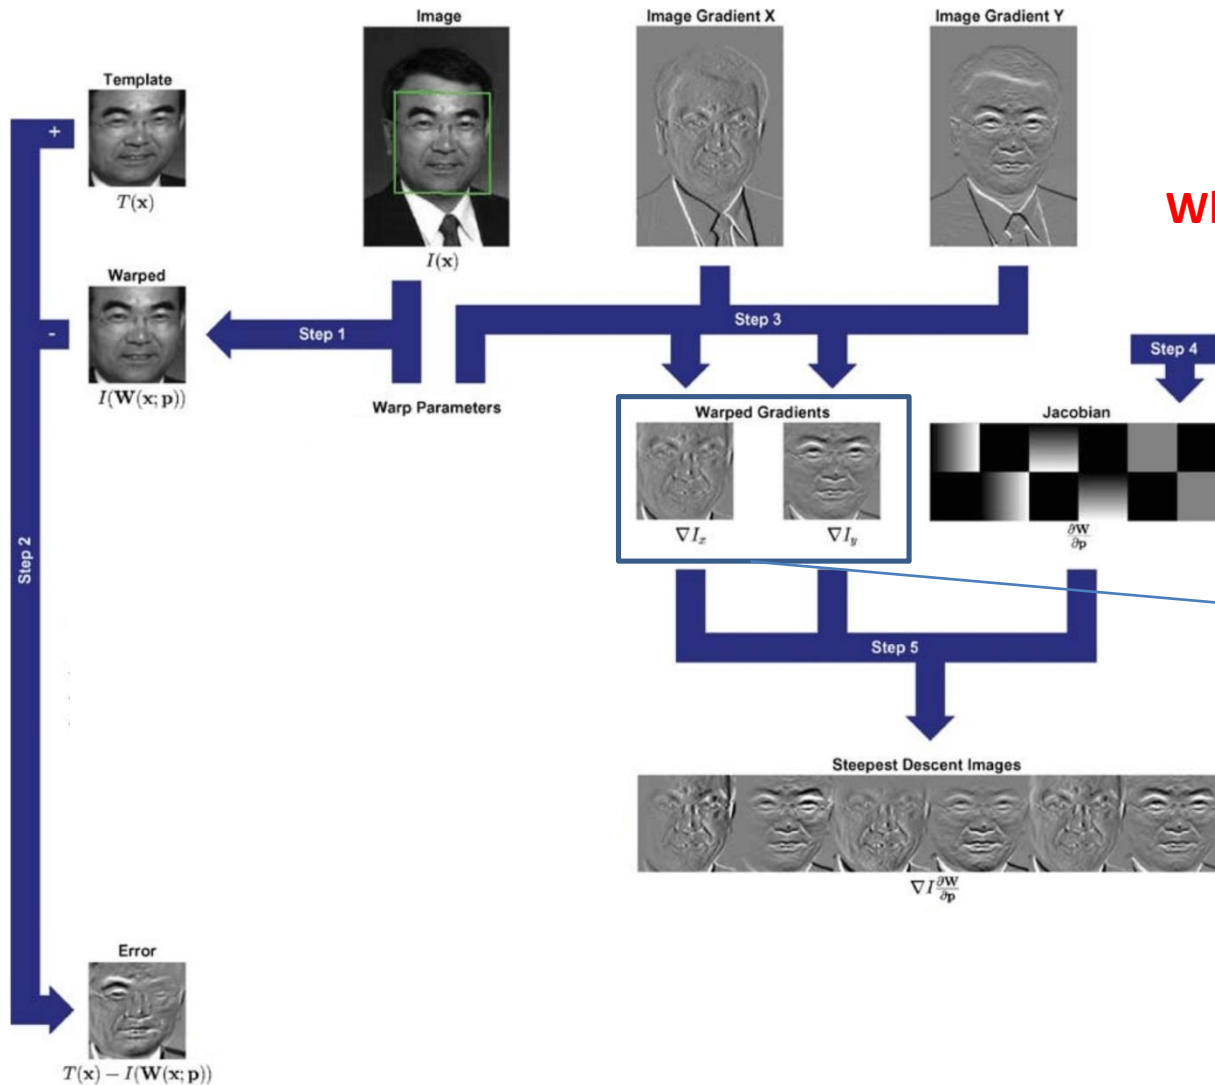 Image
Image Gradient X
Image Gradient Y
Template
+
T(x)
Wl
I(x)
Warped
-
Step 1
Step 3
Step 4
I(W(x; p))
Warp Parameters
Warped Gradients
Jacobian
∇I_x
∇I_y
∂W/∂p
Step 2
Step 5
Steepest Descent Images
∇I ∂W/∂p
Error
T(x) − I(W(x; p))